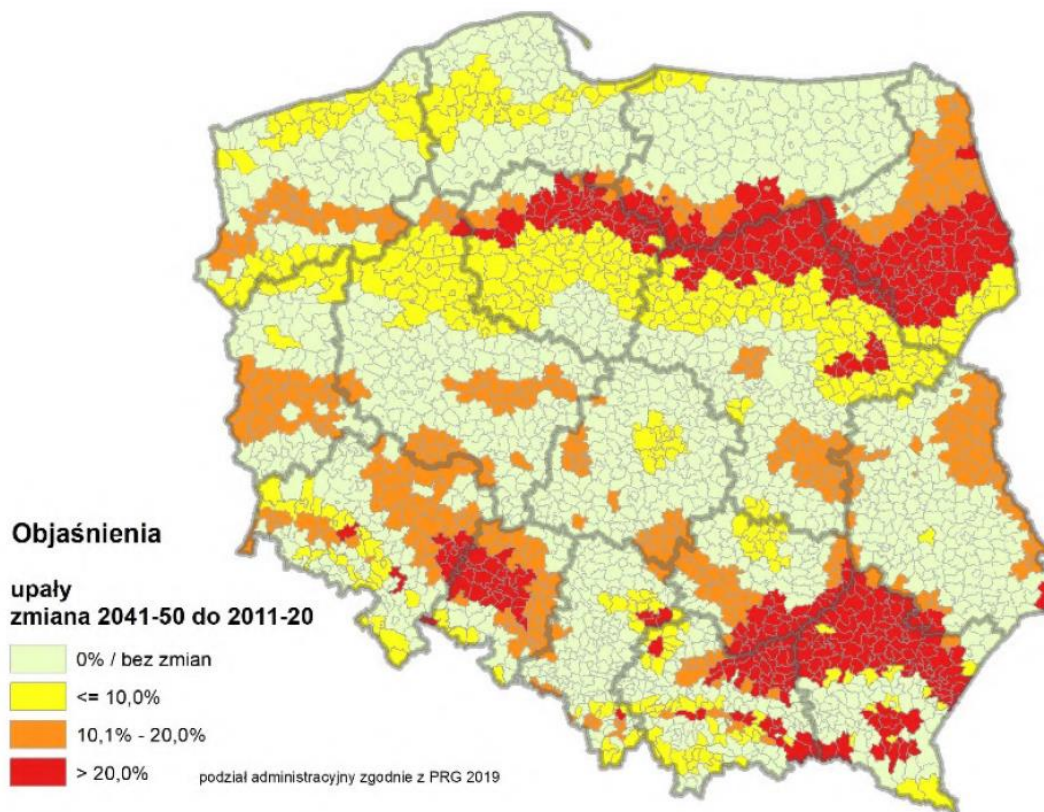 Objaśnienia
upały
zmiana 2041-50 do 2011-20
0% / bez zmian
<= 10,0%
10,1% - 20,0%
> 20,0%
podział administracyjny zgodnie z PRG 2019